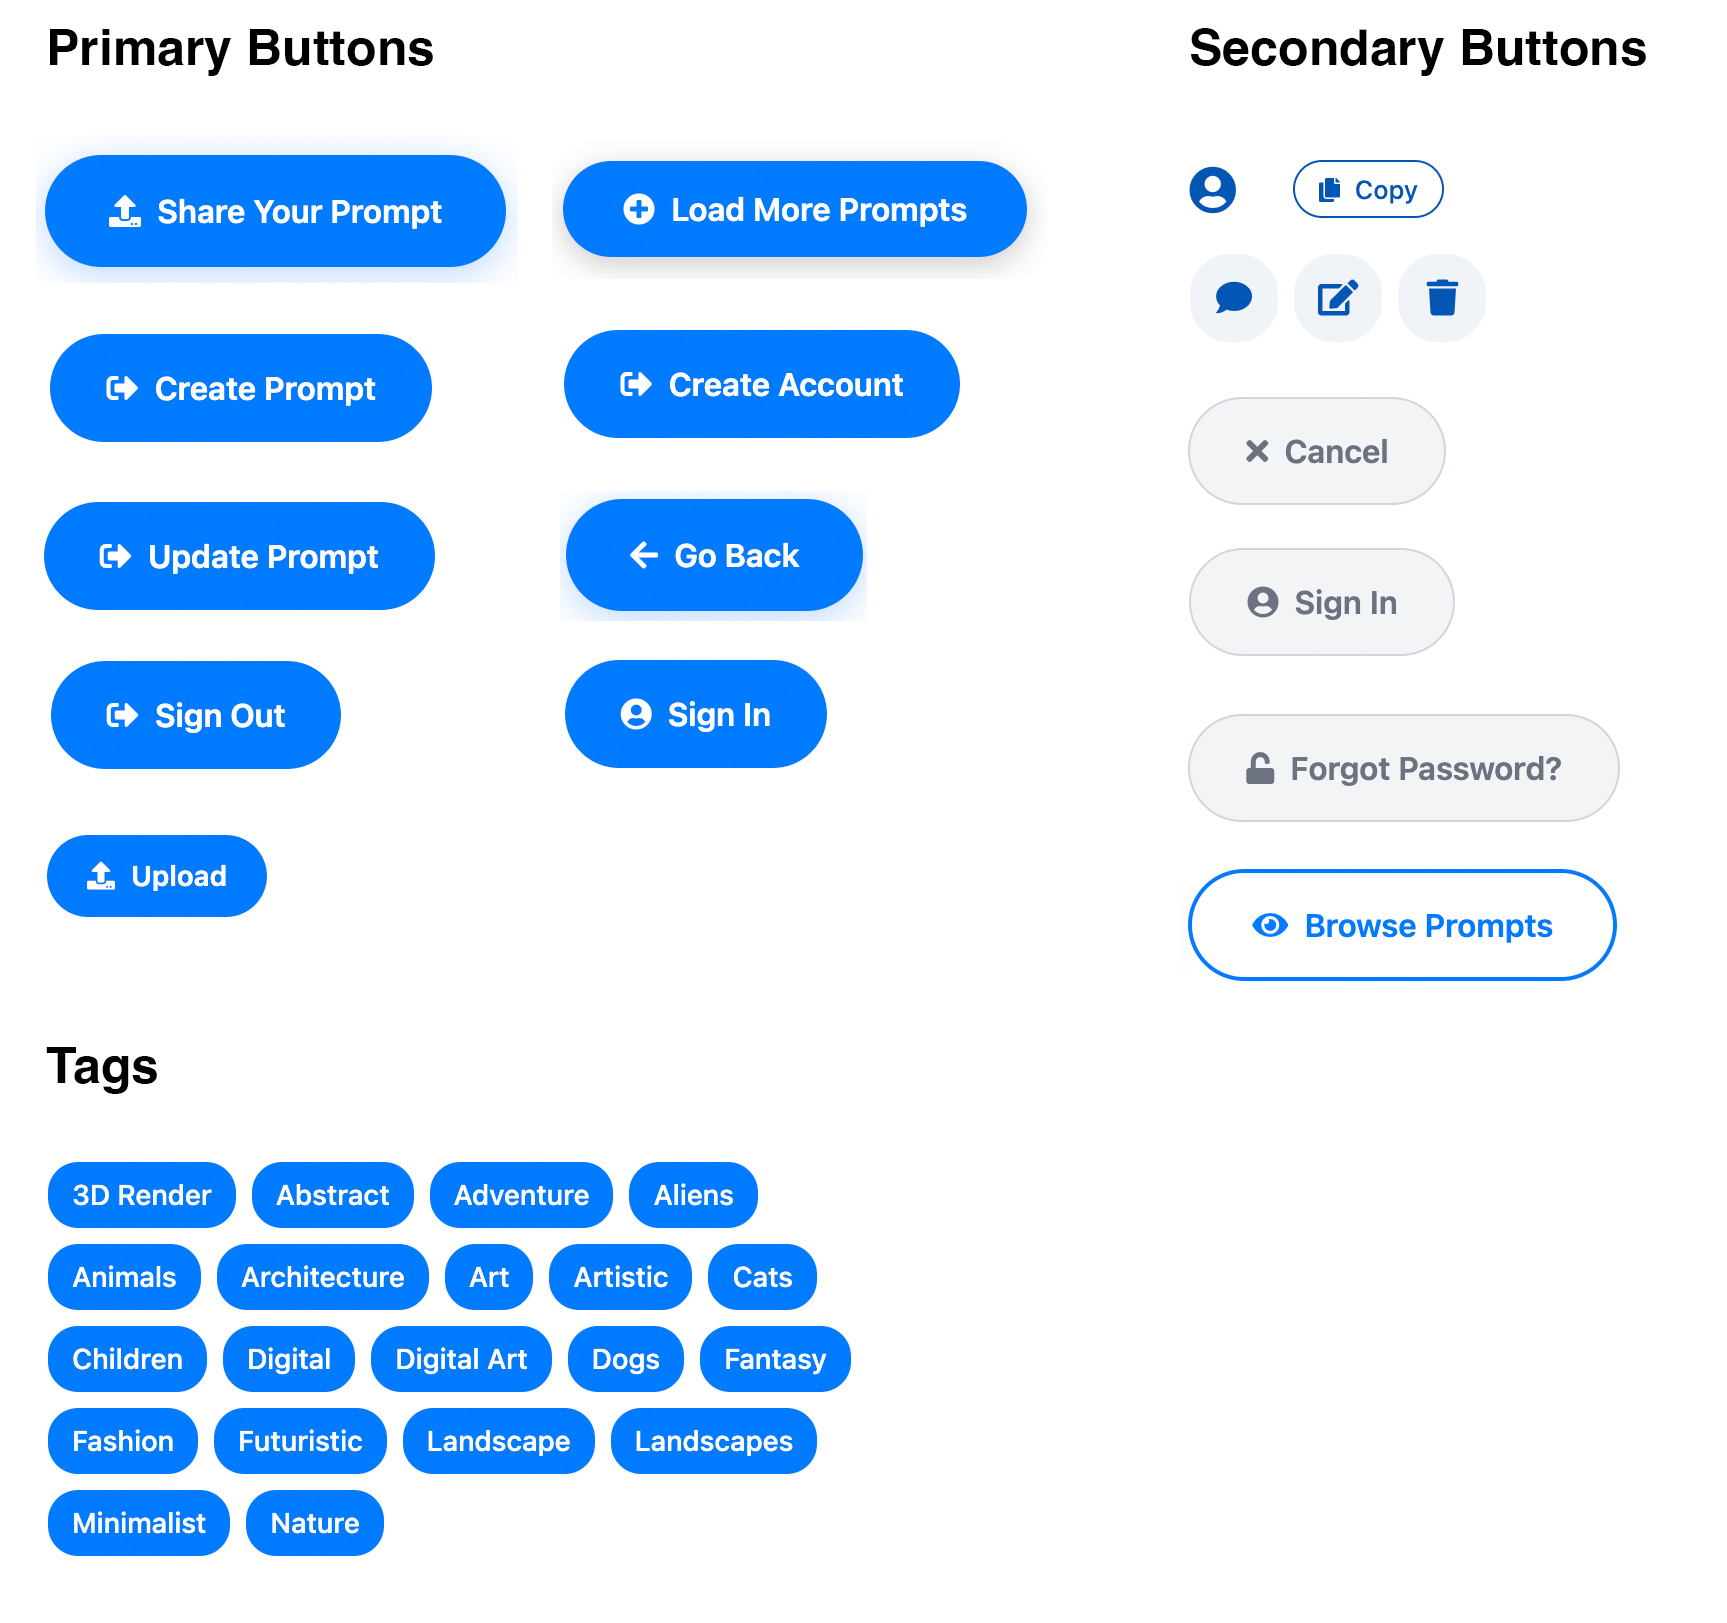 Primary Buttons
Share Your Prompt
Load More Prompts
Create Prompt
Create Account
Update Prompt
Go Back
Sign Out
Sign In
Upload
Secondary Buttons
Copy
Cancel
Sign In
Forgot Password?
Browse Prompts
Tags
3D Render Abstract Adventure Aliens
Animals Architecture Art Artistic Cats
Children Digital Digital Art Dogs Fantasy
Fashion Futuristic Landscape Landscapes
Minimalist Nature